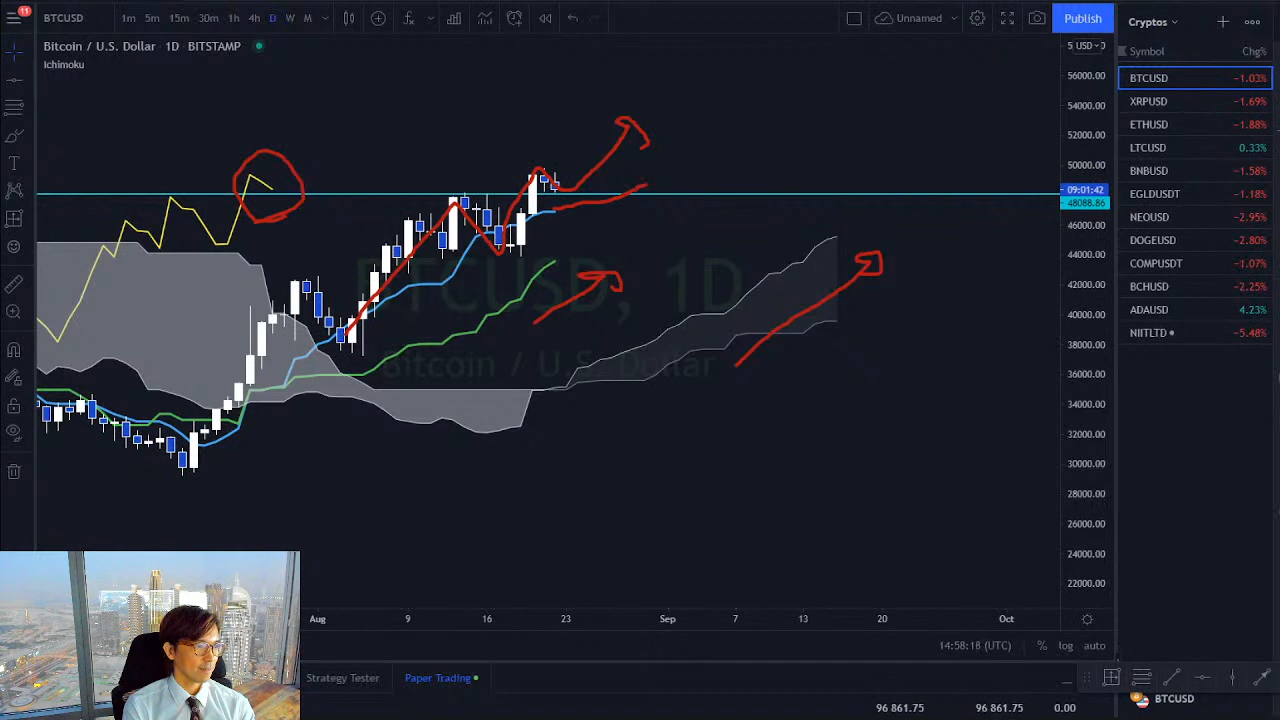 11
BTCUSD
1m 5m 15m 30m 1h 4h D W M
Unnamed
Publish
Cryptos
Bitcoin / U.S. Dollar · 1D · BITSTAMP
Ichimoku
Symbol Chg%
BTCUSD −1.03%
XRPUSD −1.69%
ETHUSD −1.88%
LTCUSD 0.33%
BNBUSD −1.58%
EGLDUSDT −1.18%
NEOUSD −2.95%
DOGEUSD −2.80%
COMPUSDT −1.07%
BCHUSD −2.25%
ADAUSD 4.23%
NIITLTD −5.48%
USD
56000.00
54000.00
52000.00
50000.00
09:01:42
48088.86
46000.00
44000.00
42000.00
40000.00
38000.00
36000.00
34000.00
32000.00
30000.00
28000.00
26000.00
24000.00
22000.00
BTCUSD, 1D
Bitcoin / U.S. Dollar
Aug 9 16 23 Sep 7 13 20 Oct
14:58:18 (UTC) % log auto
Strategy Tester Paper Trading
BTCUSD
96 861.75 96 861.75 0.00